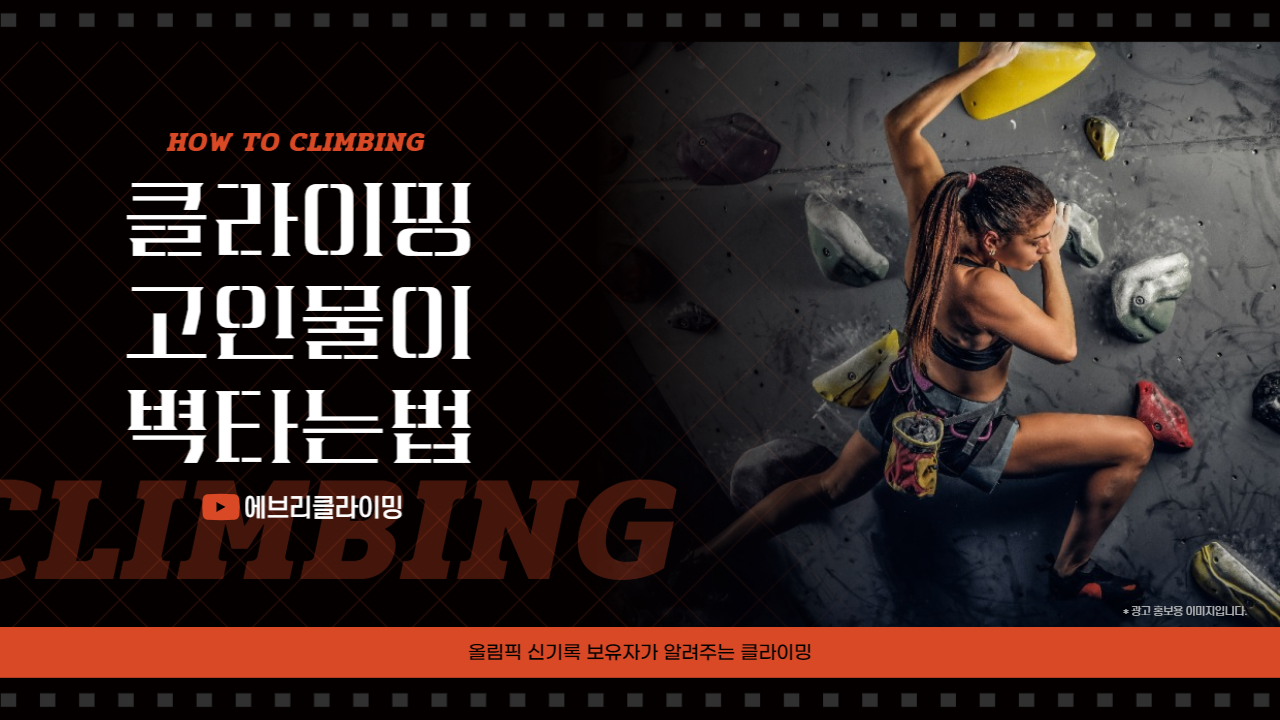 HOW TO CLIMBING
클라이밍
고인물이
벽타는법
CLIMBING
에브리클라이밍
* 광고 홍보용 이미지입니다.
올림픽 신기록 보유자가 알려주는 클라이밍